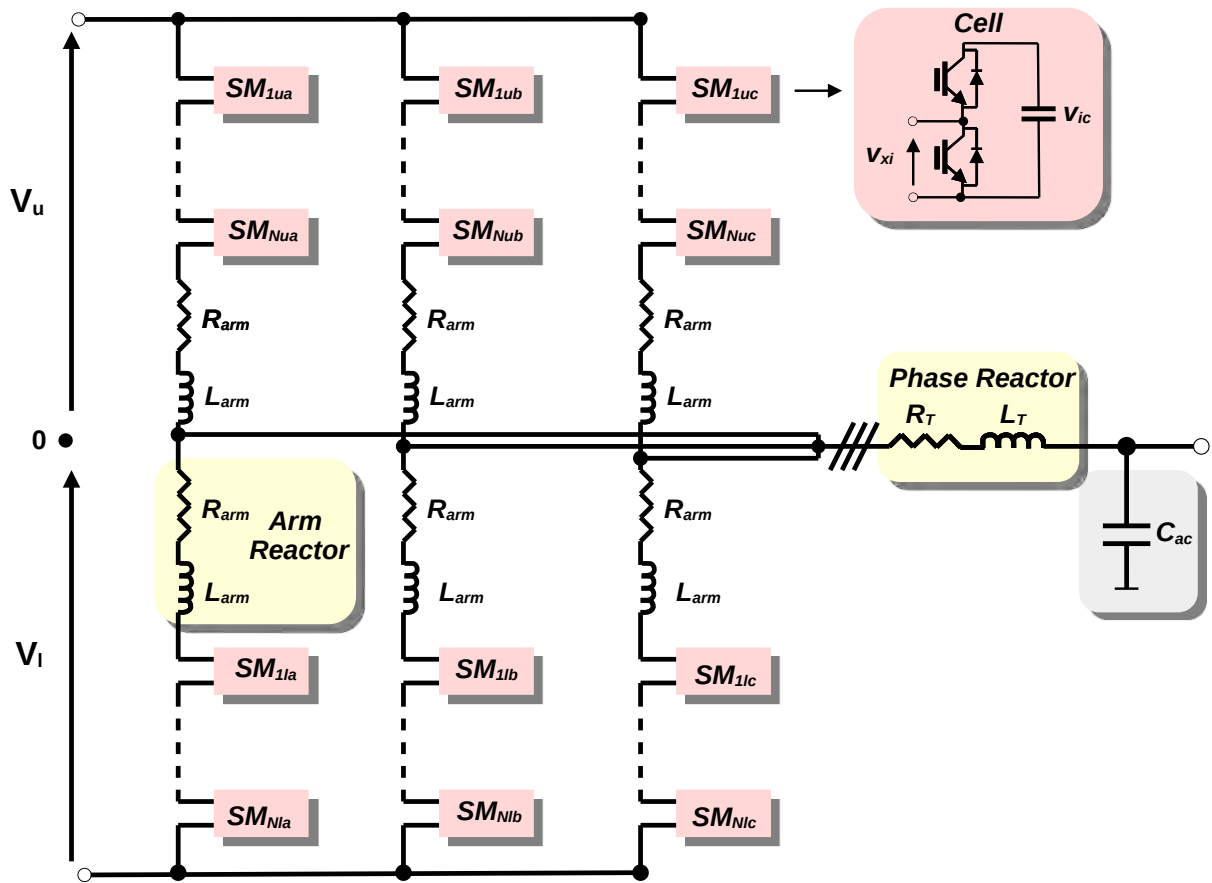 Cell
SM1ua
SM1ub
SM1uc
vic
vxi
Vu
SMNua
SMNub
SMNuc
Rarm
Rarm
Rarm
Phase Reactor
Larm
Larm
Larm
RT
LT
0
Rarm
Rarm
Rarm
Arm
Reactor
Cac
Larm
Larm
Larm
Vl
SM1la
SM1lb
SM1lc
SMNla
SMNlb
SMNlc